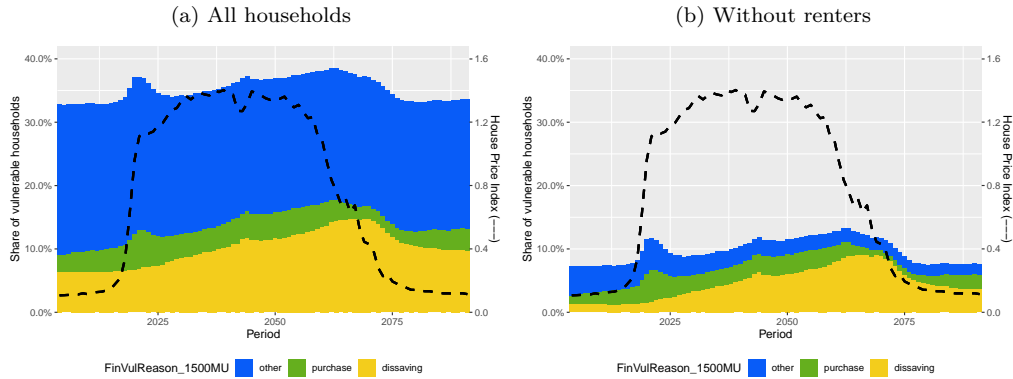 (a) All households
(b) Without renters
40.0%
30.0%
20.0%
10.0%
0.0%
Share of vulnerable households
1.6
1.2
0.8
0.4
0.0
House Price Index (−−−)
2025
2050
2075
Period
FinVulReason_1500MU
other
purchase
dissaving
40.0%
30.0%
20.0%
10.0%
0.0%
Share of vulnerable households
1.6
1.2
0.8
0.4
0.0
House Price Index (−−−)
2025
2050
2075
Period
FinVulReason_1500MU
other
purchase
dissaving